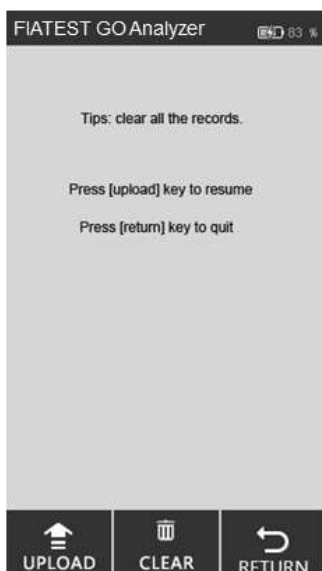 FIATEST GO Analyzer 83 %
Tips: clear all the records.
Press [upload] key to resume
Press [return] key to quit
UPLOAD CLEAR RETURN